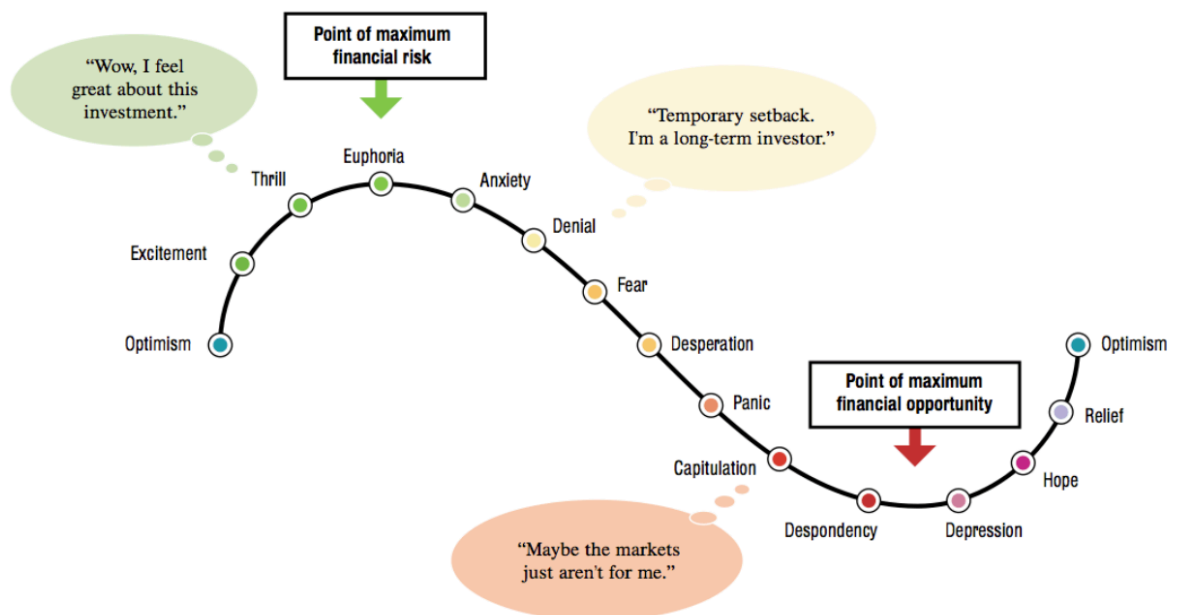 Point of maximum
financial risk
“Wow, I feel
great about this
investment.”
“Temporary setback.
I'm a long-term investor.”
Euphoria
Thrill
Anxiety
Denial
Excitement
Fear
Optimism
Desperation
Optimism
Point of maximum
financial opportunity
Panic
Relief
Capitulation
Hope
Despondency
Depression
“Maybe the markets
just aren't for me.”